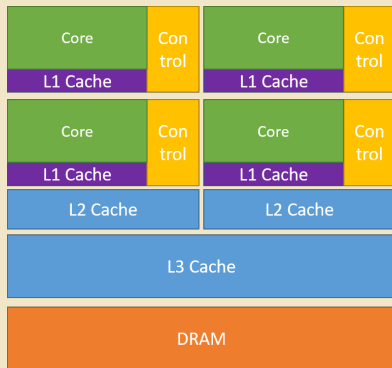 Core
Con
trol
L1 Cache
Core
Con
trol
L1 Cache
Core
Con
trol
L1 Cache
Core
Con
trol
L1 Cache
L2 Cache
L2 Cache
L3 Cache
DRAM